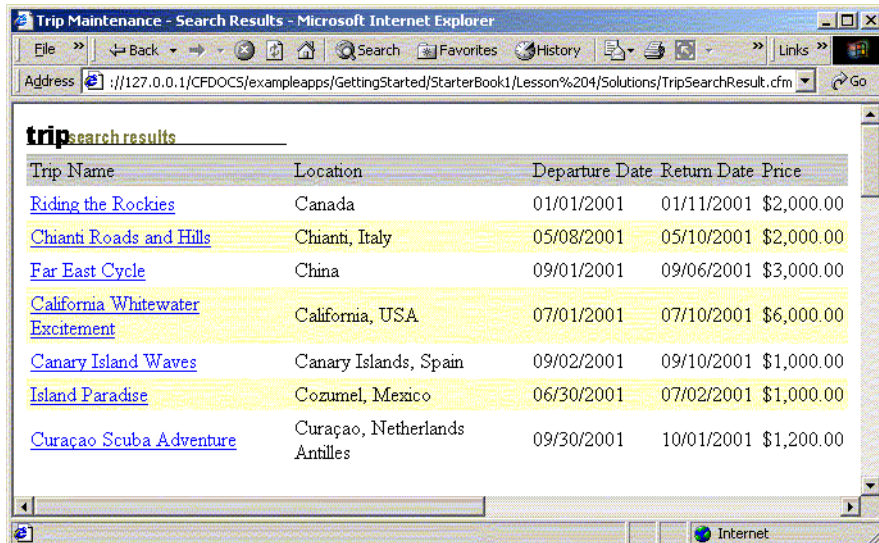 Trip Maintenance - Search Results - Microsoft Internet Explorer
File » Back Search Favorites History » Links »
Address ://127.0.0.1/CFDOCS/exampleapps/GettingStarted/StarterBook1/Lesson%204/Solutions/TripSearchResult.cfm Go
trip search results
Trip Name Location Departure Date Return Date Price
Riding the Rockies Canada 01/01/2001 01/11/2001 $2,000.00
Chianti Roads and Hills Chianti, Italy 05/08/2001 05/10/2001 $2,000.00
Far East Cycle China 09/01/2001 09/06/2001 $3,000.00
California Whitewater
Excitement California, USA 07/01/2001 07/10/2001 $6,000.00
Canary Island Waves Canary Islands, Spain 09/02/2001 09/10/2001 $1,000.00
Island Paradise Cozumel, Mexico 06/30/2001 07/02/2001 $1,000.00
Curaçao Scuba Adventure Curaçao, Netherlands
Antilles 09/30/2001 10/01/2001 $1,200.00
Internet